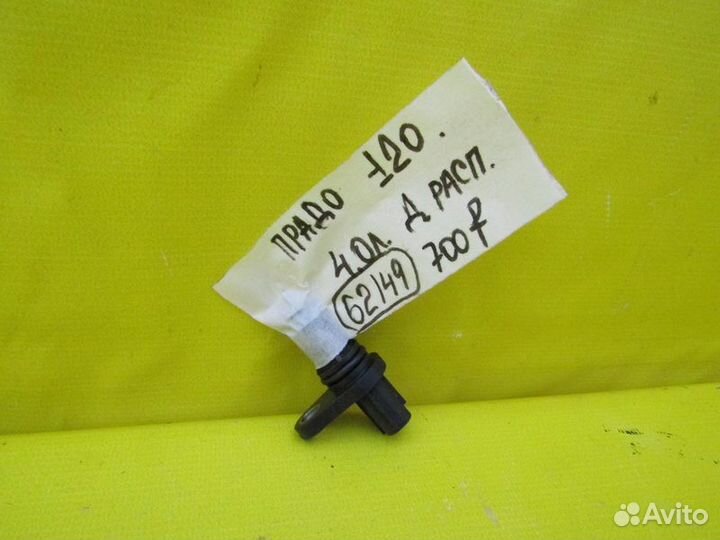 ПРАДО 120.
4.0л. Д РАСП.
62149 700₽
Avito